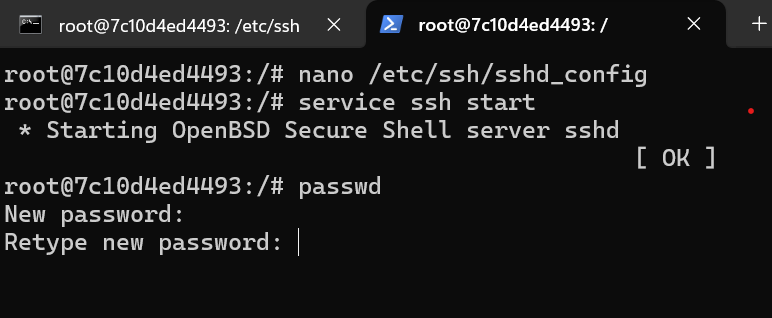 root@7c10d4ed4493: /etc/ssh
root@7c10d4ed4493: /
root@7c10d4ed4493:/# nano /etc/ssh/sshd_config
root@7c10d4ed4493:/# service ssh start
 * Starting OpenBSD Secure Shell server sshd
[ OK ]
root@7c10d4ed4493:/# passwd
New password:
Retype new password: